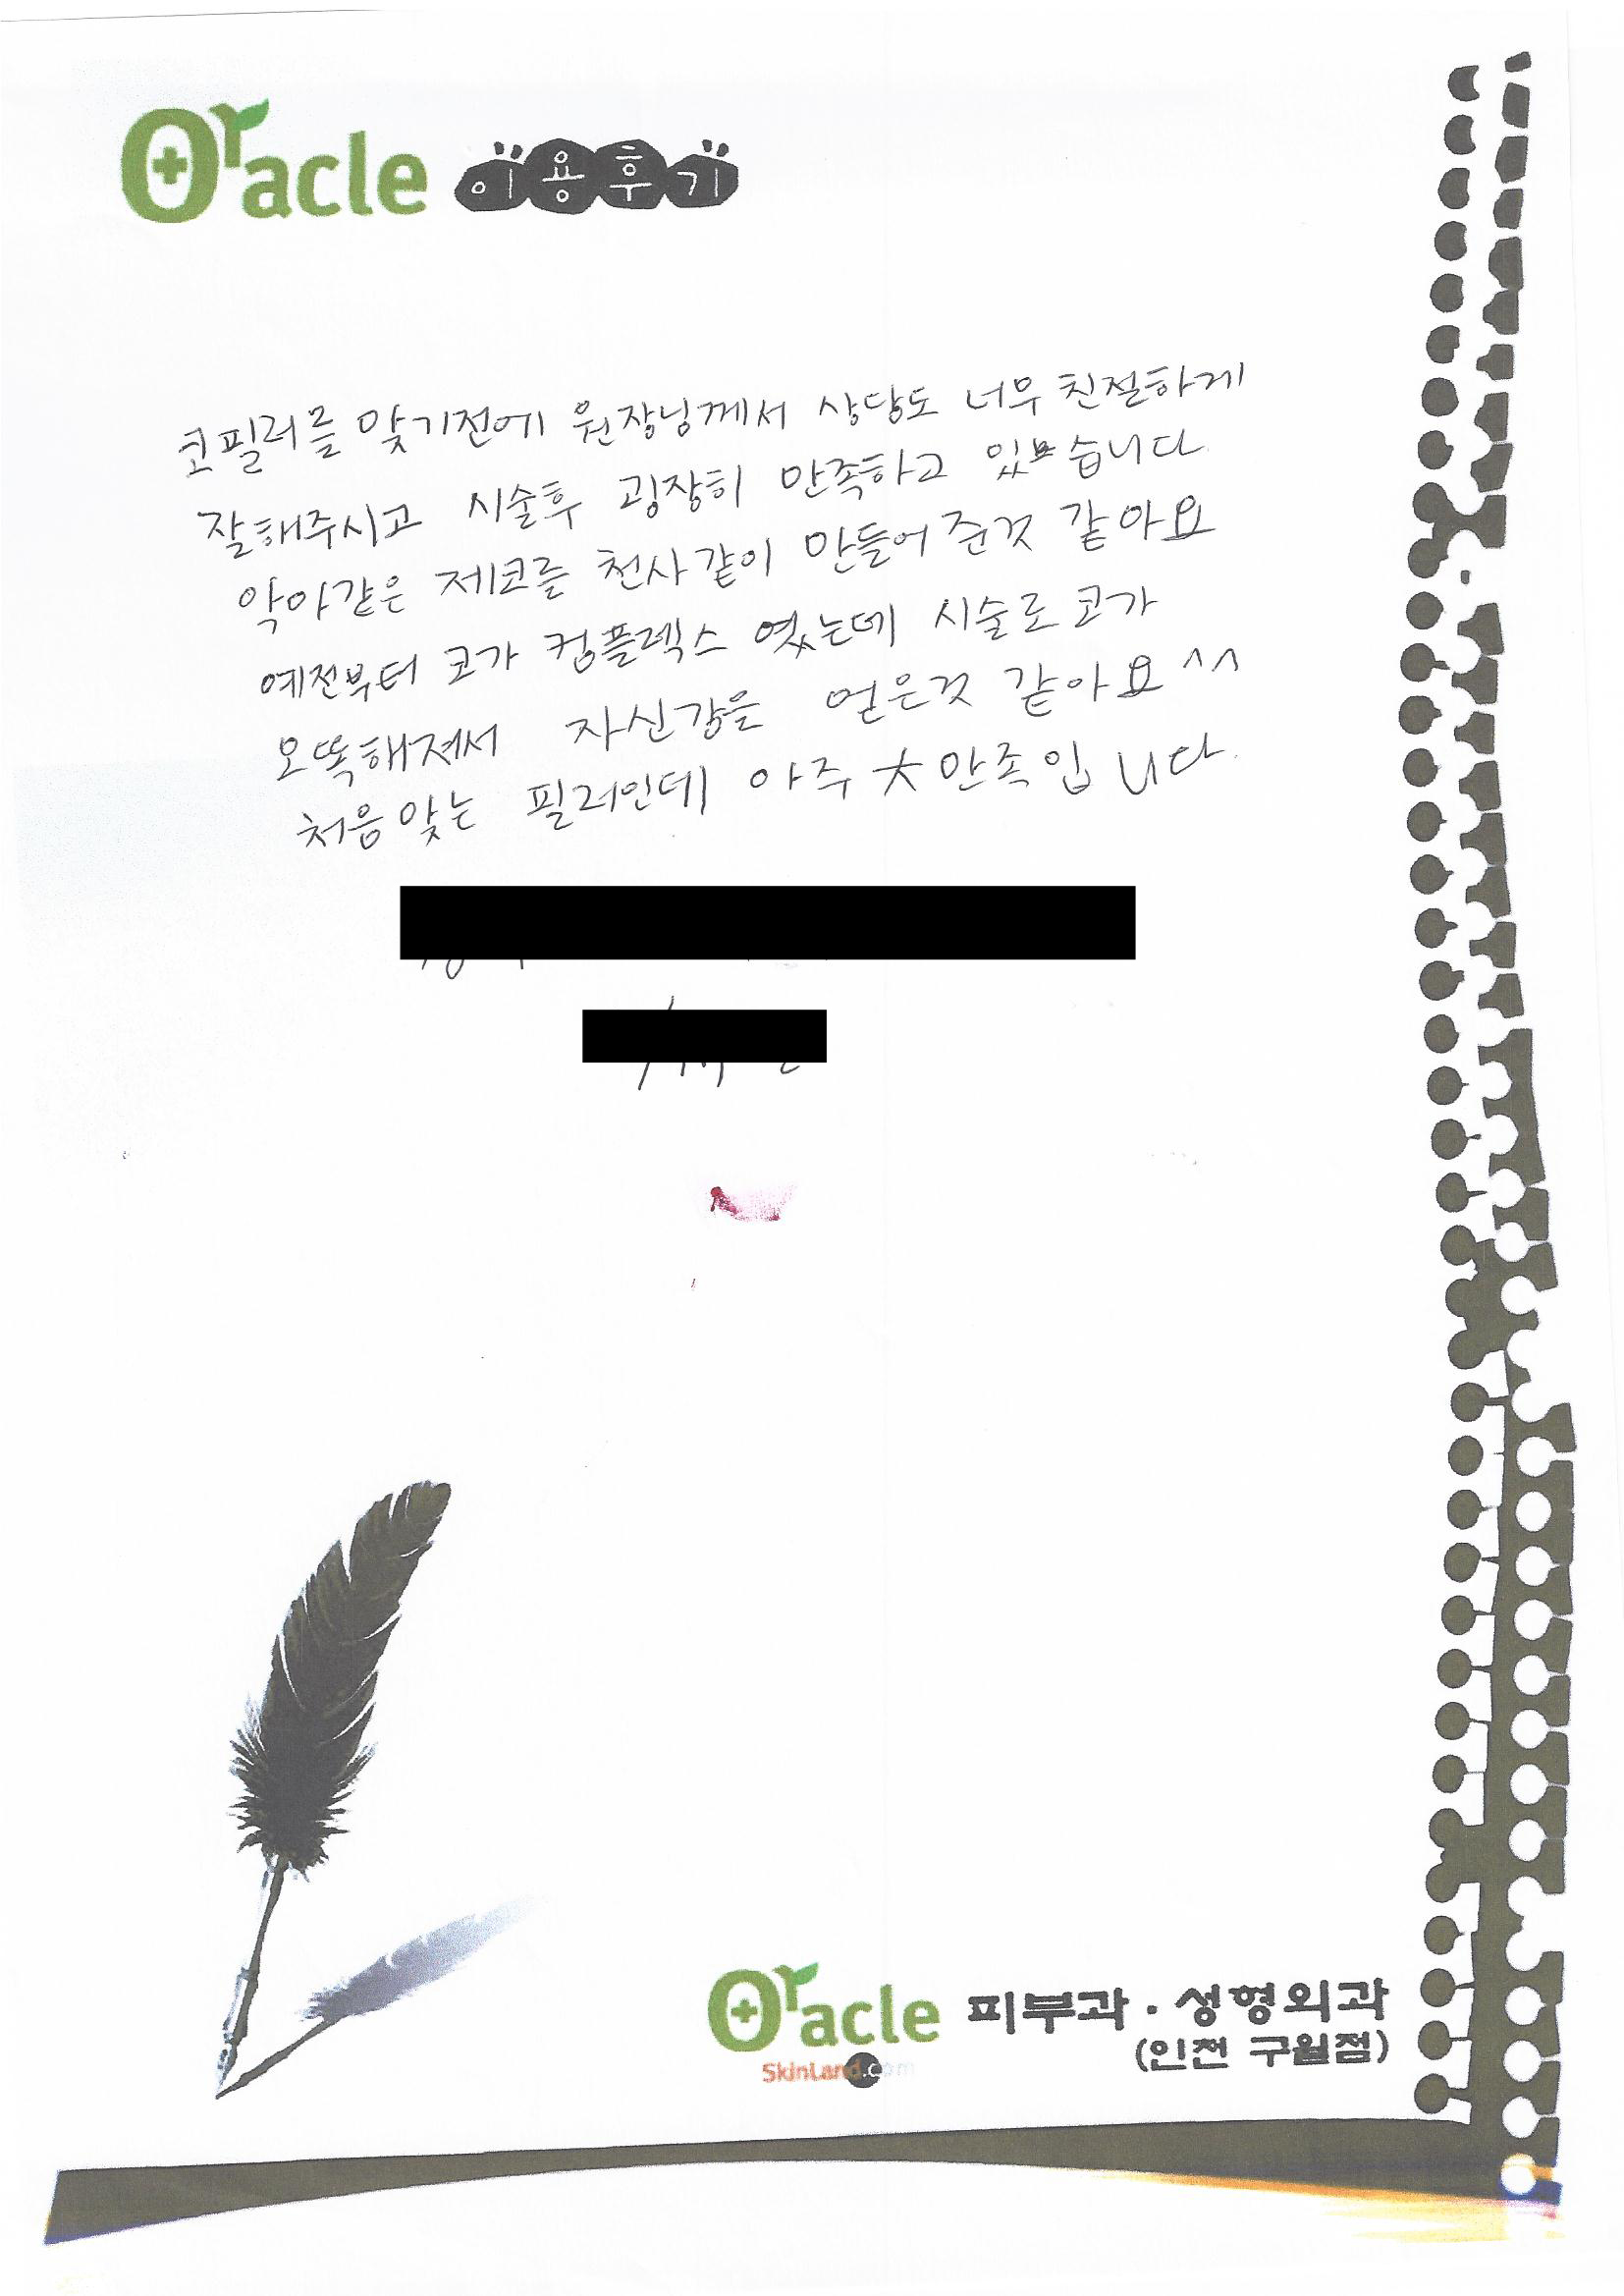 Oracle 이용후기
코필러를 맞기전에 원장님께서 상담도 너무 친절하게
잘해주시고 시술후 굉장히 만족하고 있습니다
악마같은 제코를 천사같이 만들어준것 같아요
예전부터 코가 컴플렉스 였는데 시술로 코가
오똑해져서 자신감을 얻은것 같아요^^
처음맞는 필러인데 아주 大만족입니다.
Oracle 피부과·성형외과
SkinLand.com
(인천 구월점)